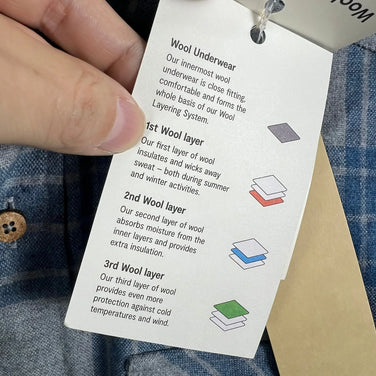 Wool Underwear
Our innermost wool
underwear is close fitting,
comfortable and forms the
whole basis of our Wool
Layering System.
1st Wool layer
Our first layer of wool
insulates and wicks away
sweat – both during summer
and winter activities.
2nd Wool layer
Our second layer of wool
absorbs moisture from the
inner layers and provides
extra insulation.
3rd Wool layer
Our third layer of wool
provides even more
protection against cold
temperatures and wind.